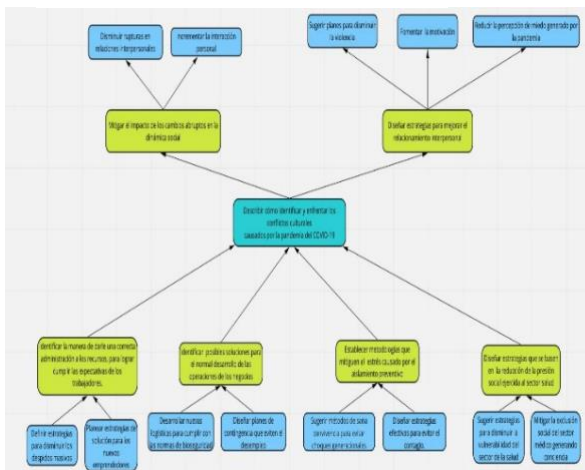 Disminuir rupturas en
relaciones interpersonales
Incrementar la interacción
personal
Sugerir planes para disminuir
la violencia
Fomentar la motivación
Reducir la percepción de miedo generado por
la pandemia
Mitigar el impacto de los cambios abruptos en la
dinámica social
Diseñar estrategias para mejorar el
relacionamiento interpersonal
Describir cómo identificar y enfrentar los
conflictos culturales
causados por la pandemia del COVID-19
Identificar la manera de darle una correcta
administración a los recursos, para lograr
cumplir las expectativas de los
trabajadores.
Identificar posibles soluciones para
el normal desarrollo de las
operaciones de los negocios
Establecer metodologías que
mitiguen el estrés causado por el
aislamiento preventivo
Diseñar estrategias que se basen
en la reducción de la presión
social ejercida al sector salud
Definir estrategias
para disminuir los
despidos masivos
Planear estrategias de
solución para los
nuevos
emprendedores
Desarrollar nuevas
logísticas para cumplir con
las normas de bioseguridad
Diseñar planes de
contingencia que eviten el
desempleo
Sugerir métodos de sana
convivencia para evitar
choques generacionales
Diseñar estrategias
efectivas para evitar el
contagio.
Sugerir estrategias
para disminuir la
vulnerabilidad del
sector de la salud
Mitigar la exclusión
social del sector
médico generando
conciencia